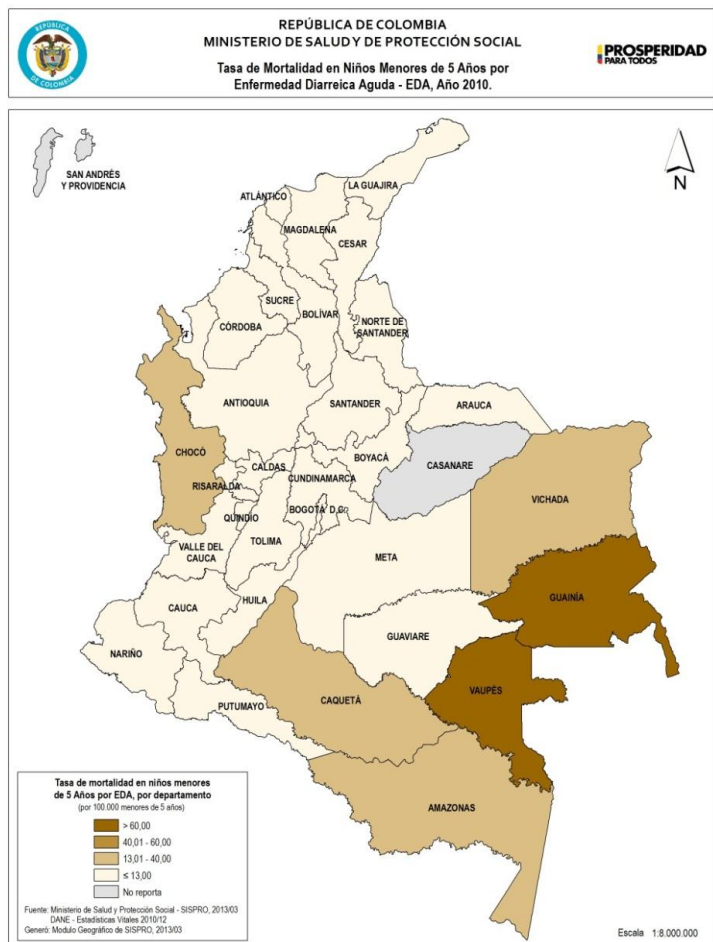 REPÚBLICA DE COLOMBIA
MINISTERIO DE SALUD Y DE PROTECCIÓN SOCIAL
Tasa de Mortalidad en Niños Menores de 5 Años por
Enfermedad Diarreica Aguda - EDA, Año 2010.
REPÚBLICA
DE COLOMBIA
PROSPERIDAD
PARA TODOS
SAN ANDRÉS
Y PROVIDENCIA
N
LA GUAJIRA
ATLÁNTICO
MAGDALENA
CESAR
SUCRE
BOLÍVAR
CÓRDOBA
NORTE DE
SANTANDER
ANTIOQUIA
SANTANDER
ARAUCA
CHOCÓ
BOYACÁ
CALDAS
CASANARE
CUNDINAMARCA
RISARALDA
VICHADA
BOGOTÁ D.C.
QUINDÍO
TOLIMA
VALLE DEL
CAUCA
META
GUAINÍA
HUILA
CAUCA
GUAVIARE
NARIÑO
VAUPÉS
CAQUETÁ
PUTUMAYO
AMAZONAS
Tasa de mortalidad en niños menores
de 5 Años por EDA, por departamento
(por 100.000 menores de 5 años)
> 60,00
40,01 - 60,00
13,01 - 40,00
≤ 13,00
No reporta
Fuente: Ministerio de Salud y Protección Social - SISPRO, 2013/03
DANE - Estadísticas Vitales 2010/12
Generó: Modulo Geográfico de SISPRO, 2013/03
Escala 1:8.000.000